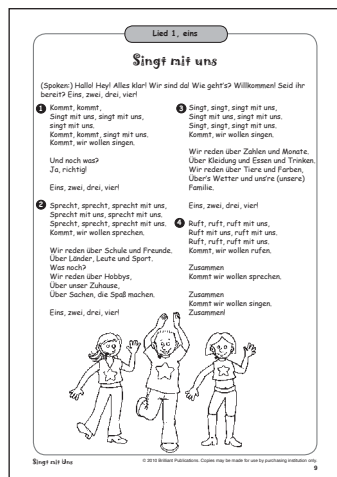 Lied 1, eins
Singt mit uns
(Spoken:) Hallo! Hey! Alles klar! Wir sind da! Wie geht's? Willkommen! Seid ihr
bereit? Eins, zwei, drei, vier!
1 Kommt, kommt,
Singt mit uns, singt mit uns,
singt mit uns.
Kommt, kommt, singt mit uns.
Kommt, wir wollen singen.
Und noch was?
Ja, richtig!
Eins, zwei, drei, vier!
2 Sprecht, sprecht, sprecht mit uns,
Sprecht mit uns, sprecht mit uns.
Sprecht, sprecht, sprecht mit uns.
Kommt, wir wollen sprechen.
Wir reden über Schule und Freunde.
Über Länder, Leute und Sport.
Was noch?
Wir reden über Hobbys,
Über unser Zuhause,
Über Sachen, die Spaß machen.
Eins, zwei, drei, vier!
3 Singt, singt, singt mit uns,
Singt mit uns, singt mit uns.
Singt, singt, singt mit uns.
Kommt, wir wollen singen.
Wir reden über Zahlen und Monate.
Über Kleidung und Essen und Trinken.
Wir reden über Tiere und Farben,
Über's Wetter und uns're (unsere)
Familie.
Eins, zwei, drei, vier!
4 Ruft, ruft, ruft mit uns,
Ruft mit uns, ruft mit uns.
Ruft, ruft, ruft mit uns.
Kommt, wir wollen rufen.
Zusammen
Kommt wir wollen sprechen.
Zusammen
Kommt wir wollen singen.
Zusammen!
Singt mit Uns
© 2010 Brilliant Publications. Copies may be made for use by purchasing institution only.
9